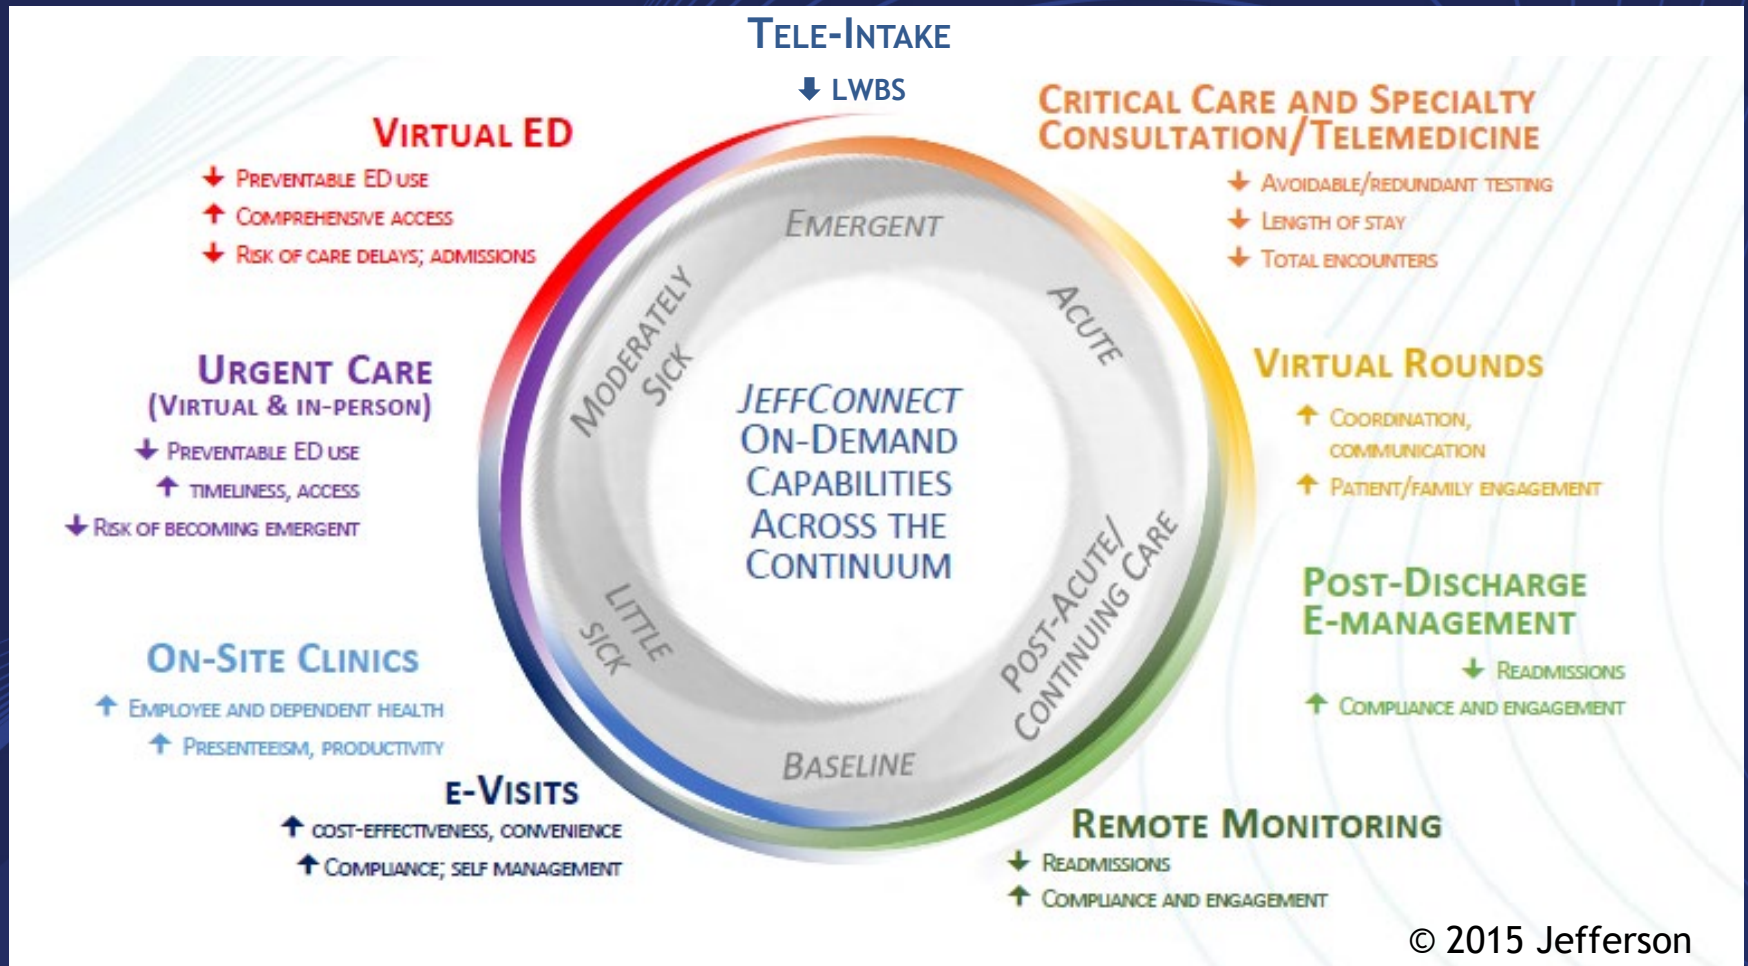 TELE-INTAKE
⬇ LWBS
VIRTUAL ED
↓ PREVENTABLE ED USE
↑ COMPREHENSIVE ACCESS
↓ RISK OF CARE DELAYS; ADMISSIONS
CRITICAL CARE AND SPECIALTY
CONSULTATION/TELEMEDICINE
↓ AVOIDABLE/REDUNDANT TESTING
↓ LENGTH OF STAY
↓ TOTAL ENCOUNTERS
URGENT CARE
(VIRTUAL & IN-PERSON)
↓ PREVENTABLE ED USE
↑ TIMELINESS, ACCESS
↓ RISK OF BECOMING EMERGENT
VIRTUAL ROUNDS
↑ COORDINATION,
COMMUNICATION
↑ PATIENT/FAMILY ENGAGEMENT
EMERGENT
MODERATELY
SICK
ACUTE
JEFFCONNECT
ON-DEMAND
CAPABILITIES
ACROSS THE
CONTINUUM
LITTLE
SICK
POST-ACUTE/
CONTINUING CARE
BASELINE
POST-DISCHARGE
E-MANAGEMENT
↓ READMISSIONS
↑ COMPLIANCE AND ENGAGEMENT
ON-SITE CLINICS
↑ EMPLOYEE AND DEPENDENT HEALTH
↑ PRESENTEEISM, PRODUCTIVITY
E-VISITS
↑ COST-EFFECTIVENESS, CONVENIENCE
↑ COMPLIANCE; SELF MANAGEMENT
REMOTE MONITORING
↓ READMISSIONS
↑ COMPLIANCE AND ENGAGEMENT
© 2015 Jefferson